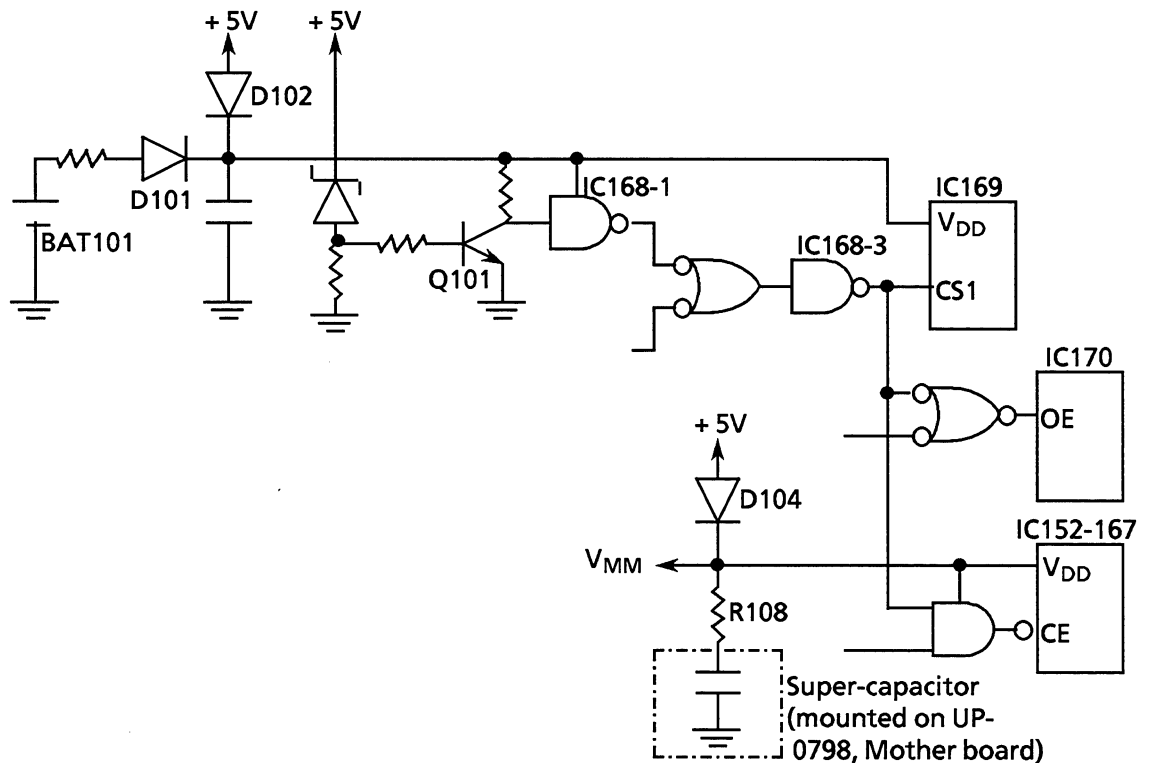 + 5V
+ 5V
D102
D101
BAT101
Q101
IC168-1
IC168-3
IC169
VDD
CS1
IC170
OE
+ 5V
D104
VMM
R108
IC152-167
VDD
CE
Super-capacitor
(mounted on UP-
0798, Mother board)